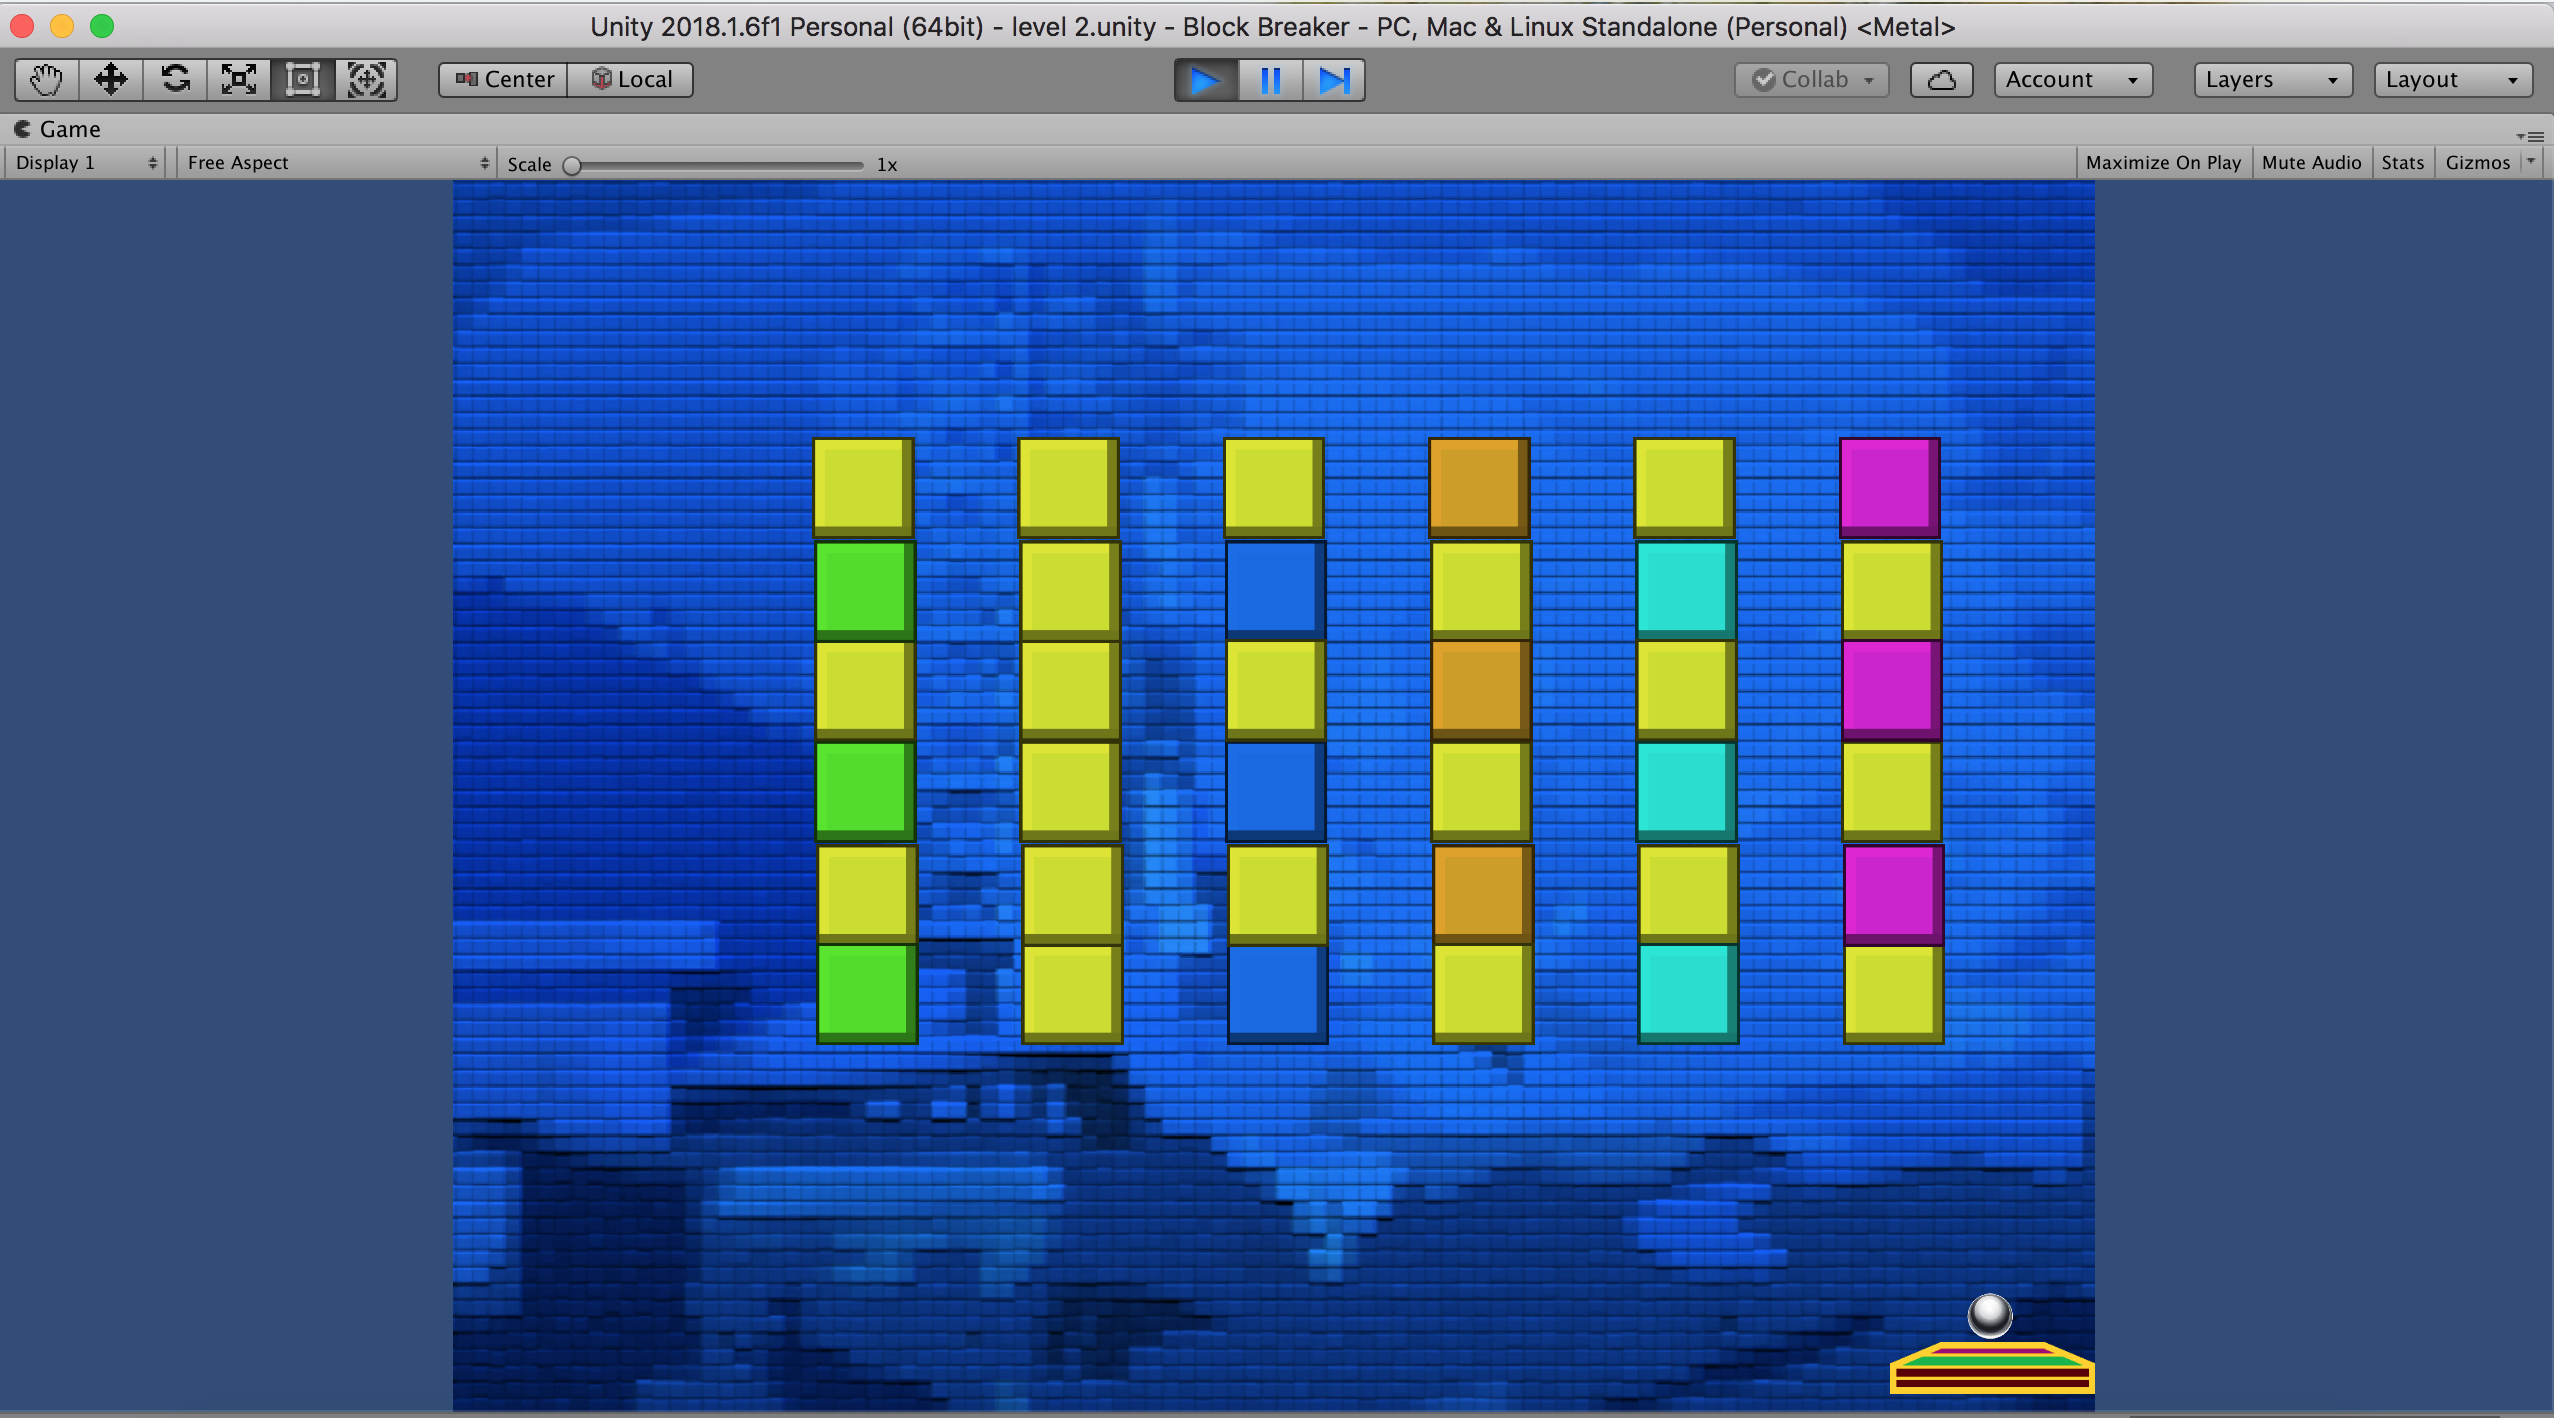 Unity 2018.1.6f1 Personal (64bit) - level 2.unity - Block Breaker - PC, Mac & Linux Standalone (Personal) <Metal>
Center Local Collab Account Layers Layout
Game
Display 1 Free Aspect Scale 1x Maximize On Play Mute Audio Stats Gizmos